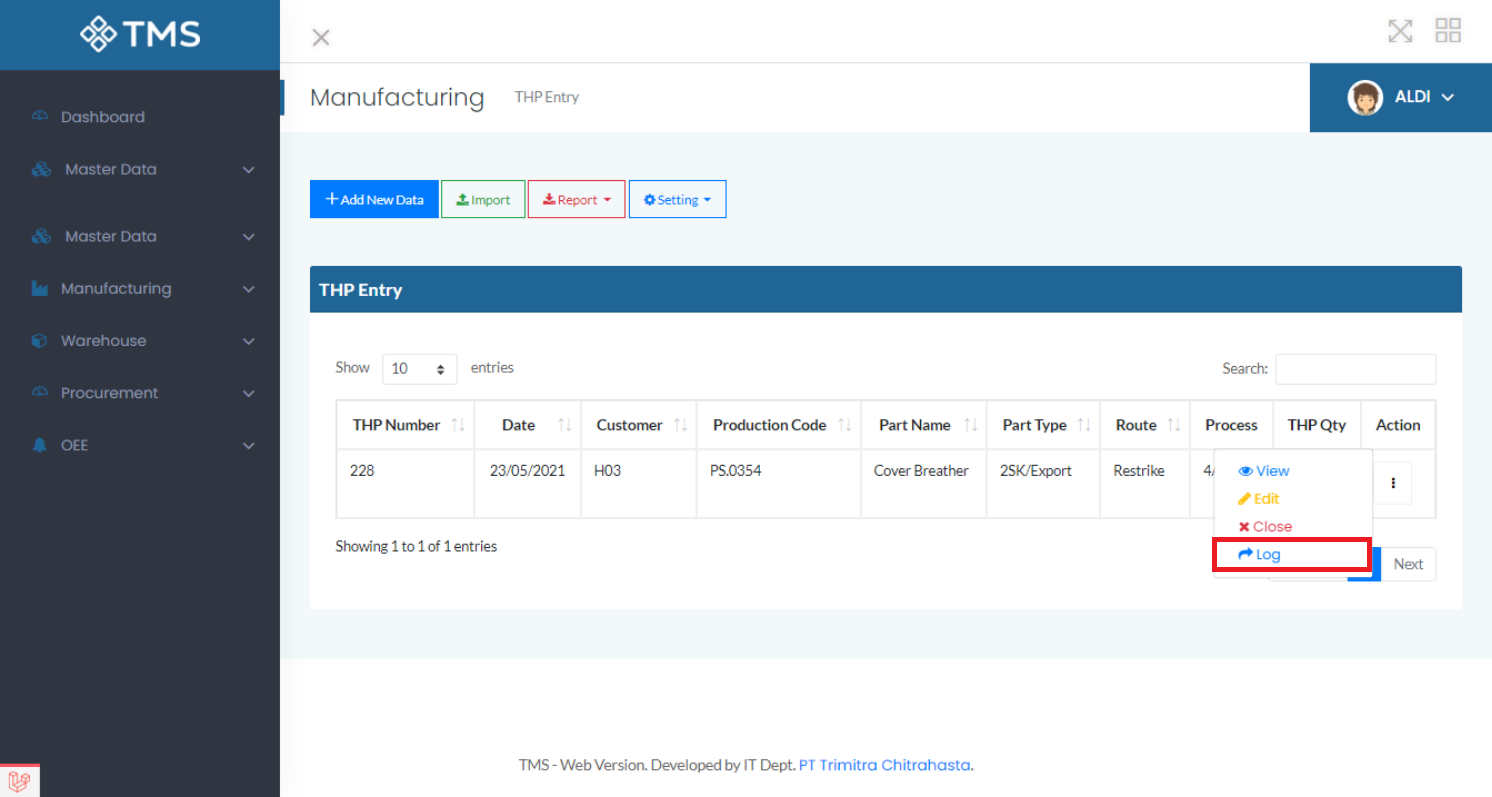 TMS
Dashboard
Master Data
Master Data
Manufacturing
Warehouse
Procurement
OEE
Manufacturing THP Entry
ALDI
Add New Data Import Report Setting
THP Entry
Show 10 entries
Search:
THP Number Date Customer Production Code Part Name Part Type Route Process THP Qty Action
228 23/05/2021 H03 PS.0354 Cover Breather 2SK/Export Restrike 4/
View
Edit
Close
Log
Showing 1 to 1 of 1 entries
Next
TMS - Web Version. Developed by IT Dept. PT Trimitra Chitrahasta.